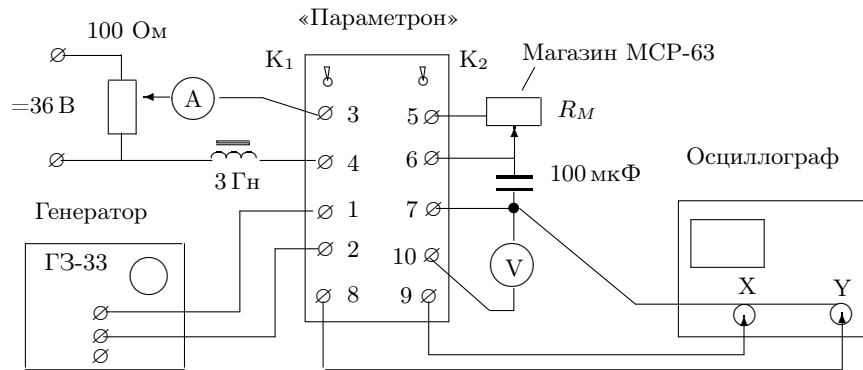 «Параметрон»
100 Ом
K₁
K₂
Магазин МСР-63
=36 В
A
3
5
R_M
4
6
3 Гн
100 мкФ
Осциллограф
Генератор
1
7
ГЗ-33
2
10
V
X
Y
8
9